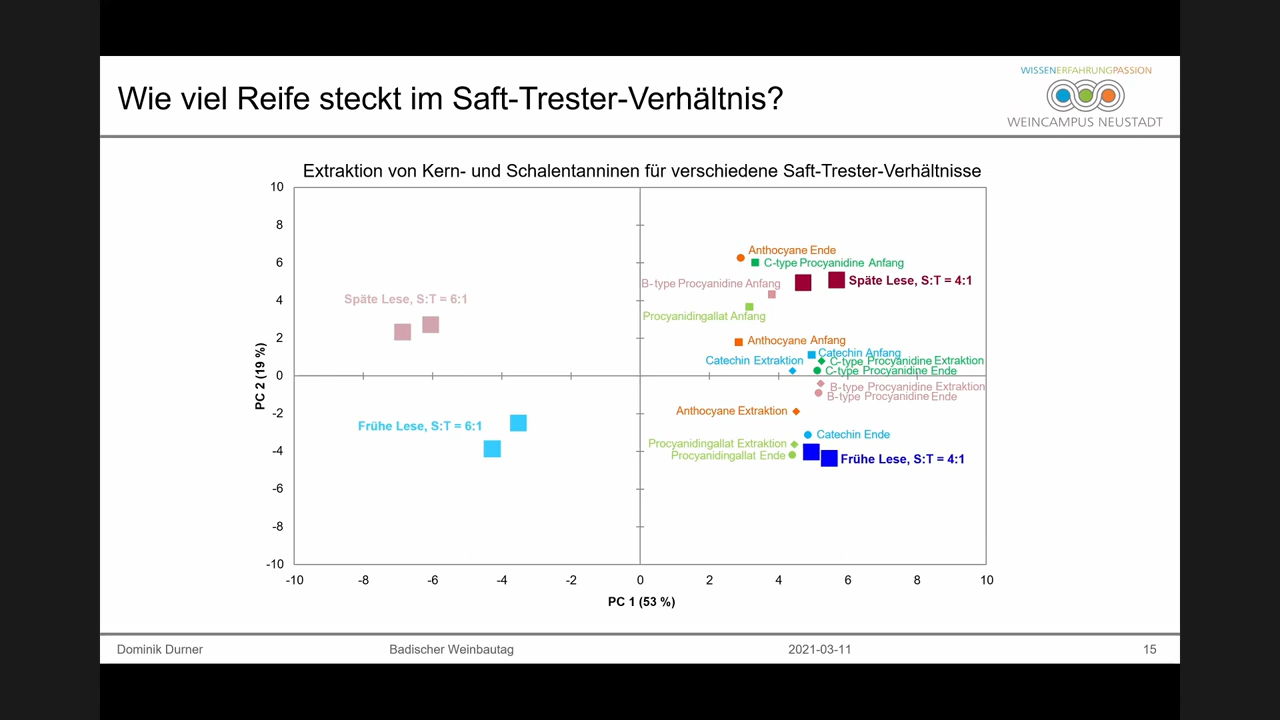 WISSENERFAHRUNGPASSION
Wie viel Reife steckt im Saft-Trester-Verhältnis?
WEINCAMPUS NEUSTADT
Extraktion von Kern- und Schalentanninen für verschiedene Saft-Trester-Verhältnisse
10
8
6
4
2
0
-2
-4
-6
-8
-10
PC 2 (19 %)
Anthocyane Ende
C-type Procyanidine Anfang
B-type Procyanidine Anfang
Späte Lese, S:T = 4:1
Späte Lese, S:T = 6:1
Procyanidingallat Anfang
Anthocyane Anfang
Catechin Anfang
Catechin Extraktion
C-type Procyanidine Extraktion
C-type Procyanidine Ende
B-type Procyanidine Extraktion
B-type Procyanidine Ende
Anthocyane Extraktion
Frühe Lese, S:T = 6:1
Catechin Ende
Procyanidingallat Extraktion
Procyanidingallat Ende
Frühe Lese, S:T = 4:1
-10 -8 -6 -4 -2 0 2 4 6 8 10
PC 1 (53 %)
Dominik Durner Badischer Weinbautag 2021-03-11 15